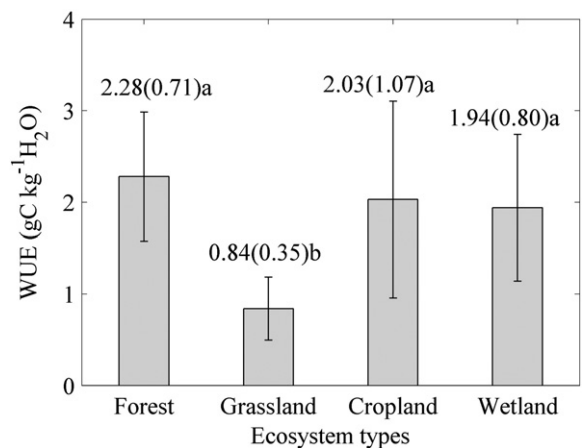 4
2.28(0.71)a
2.03(1.07)a
3
1.94(0.80)a
WUE (gC kg⁻¹H₂O)
2
0.84(0.35)b
1
0
Forest Grassland Cropland Wetland
Ecosystem types